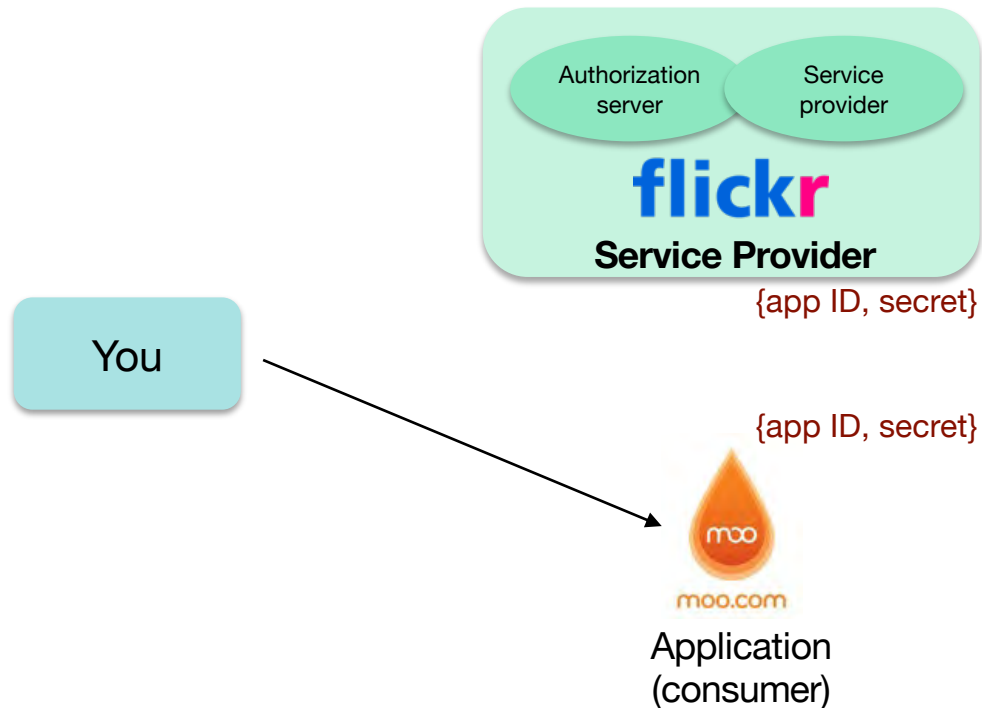 Authorization
server
Service
provider
flickr
Service Provider
{app ID, secret}
You
{app ID, secret}
moo
moo.com
Application
(consumer)